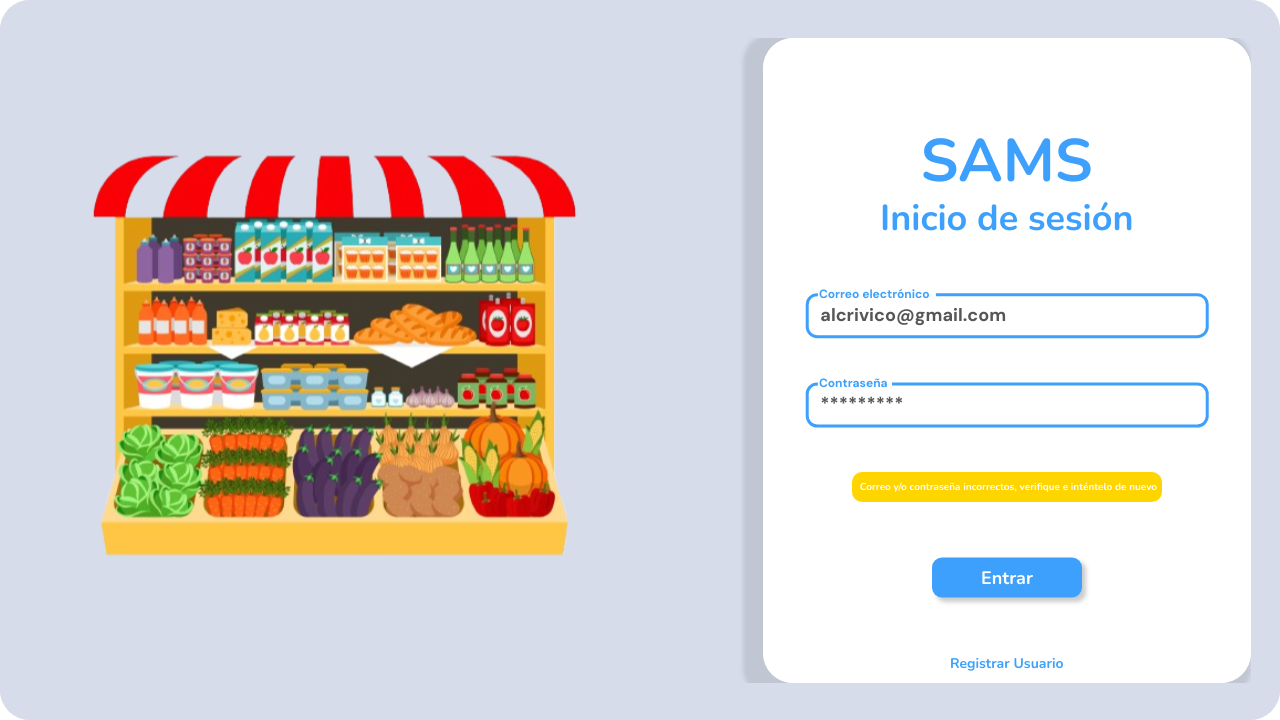 SAMS
Inicio de sesión
Correo electrónico
alcrivico@gmail.com
Contraseña
*********
Correo y/o contraseña incorrectos, verifique e inténtelo de nuevo
Entrar
Registrar Usuario